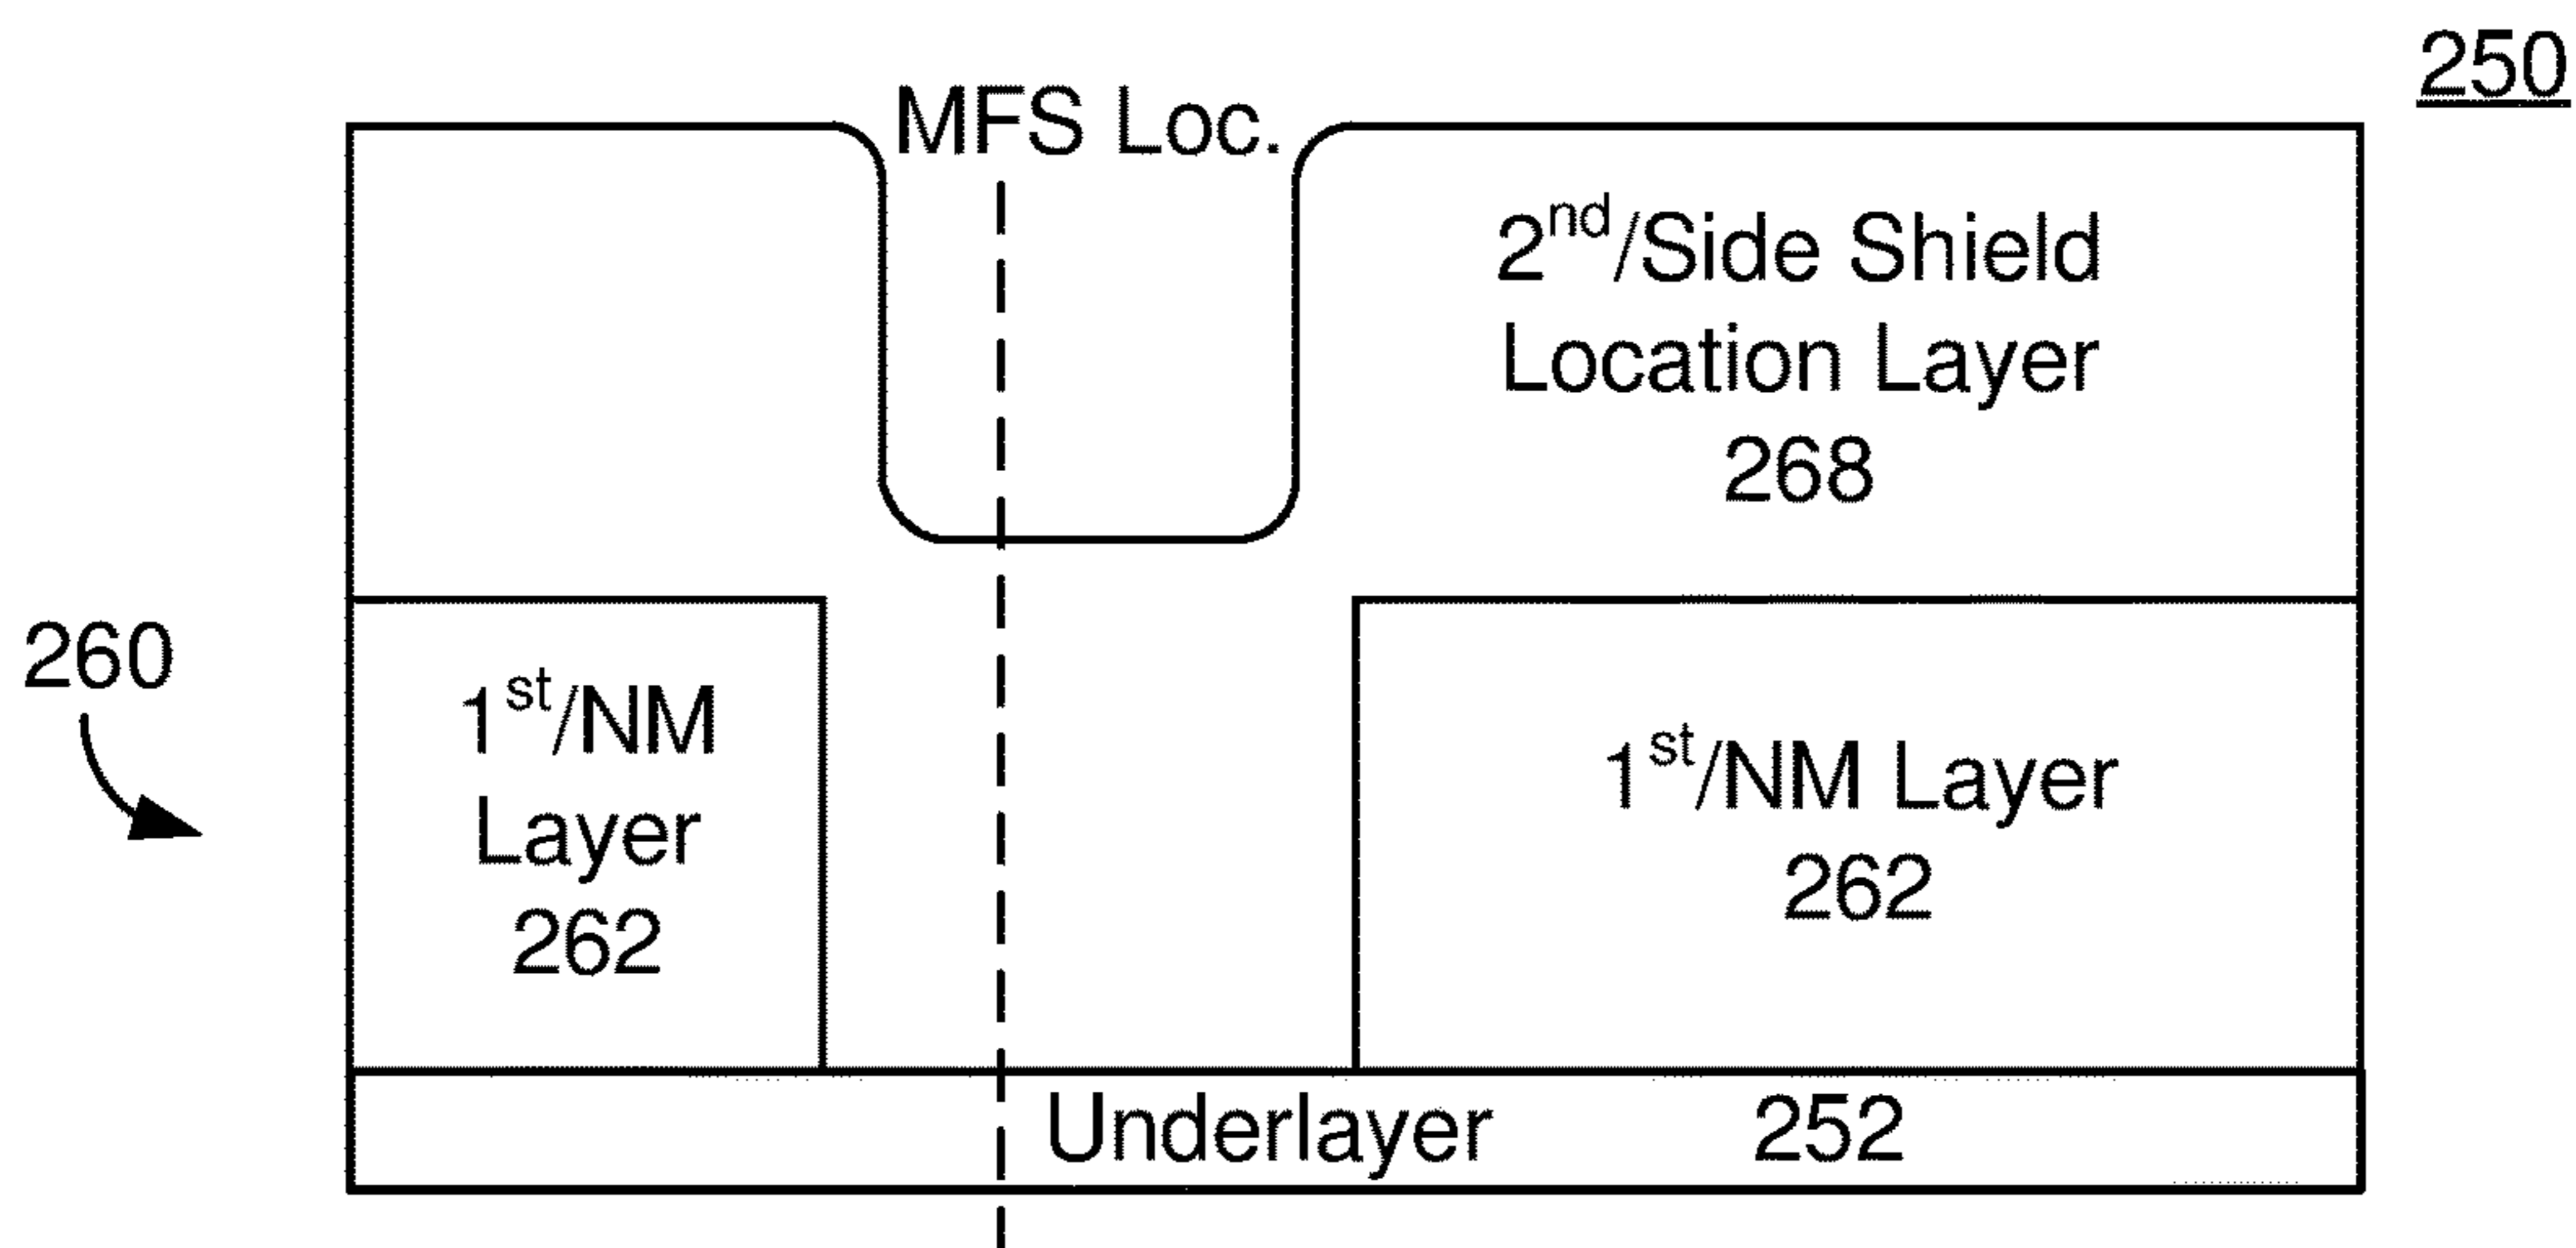 250
MFS Loc.
2nd/Side Shield
Location Layer
268
260
1st/NM
Layer
262
1st/NM Layer
262
Underlayer 252